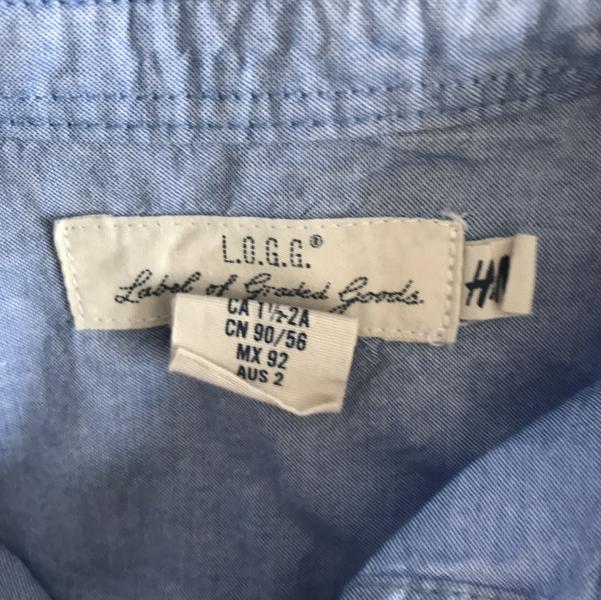 L.O.G.G.®
Label of Graded Goods.
H&M
CA 1½-2A
CN 90/56
MX 92
AUS 2